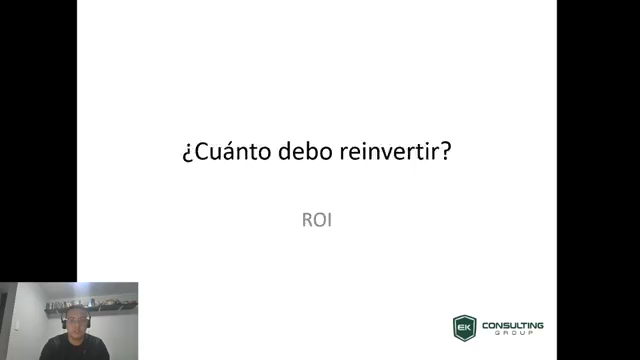 ¿Cuánto debo reinvertir?
ROI
EK CONSULTING
GROUP